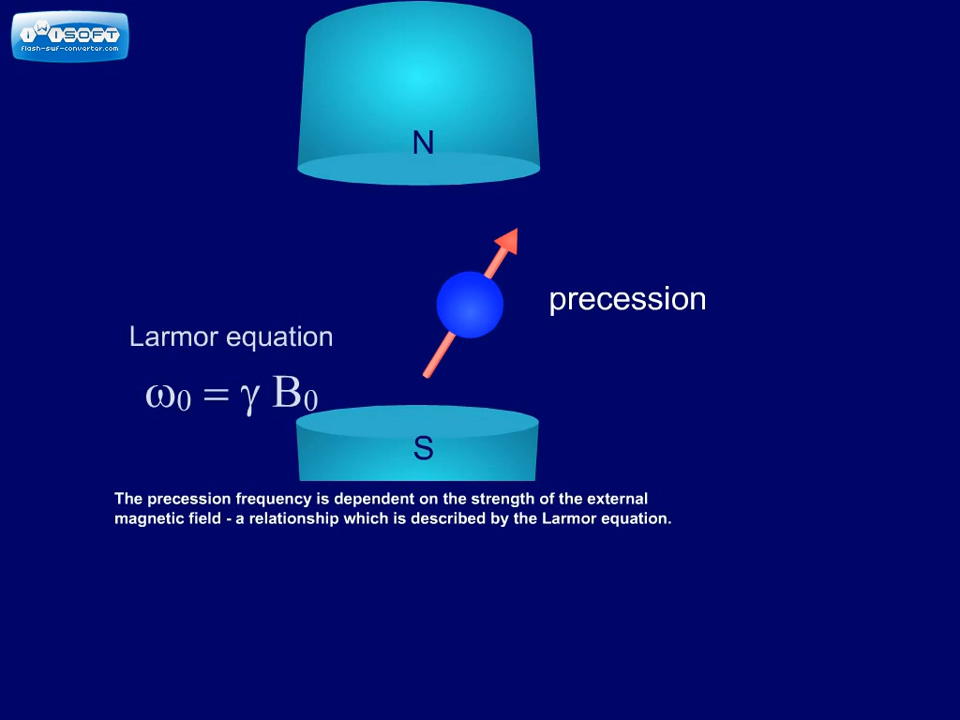 iWiSOFT
flash-swf-converter.com
N
precession
Larmor equation
ω₀ = γ B₀
S
The precession frequency is dependent on the strength of the external
magnetic field - a relationship which is described by the Larmor equation.